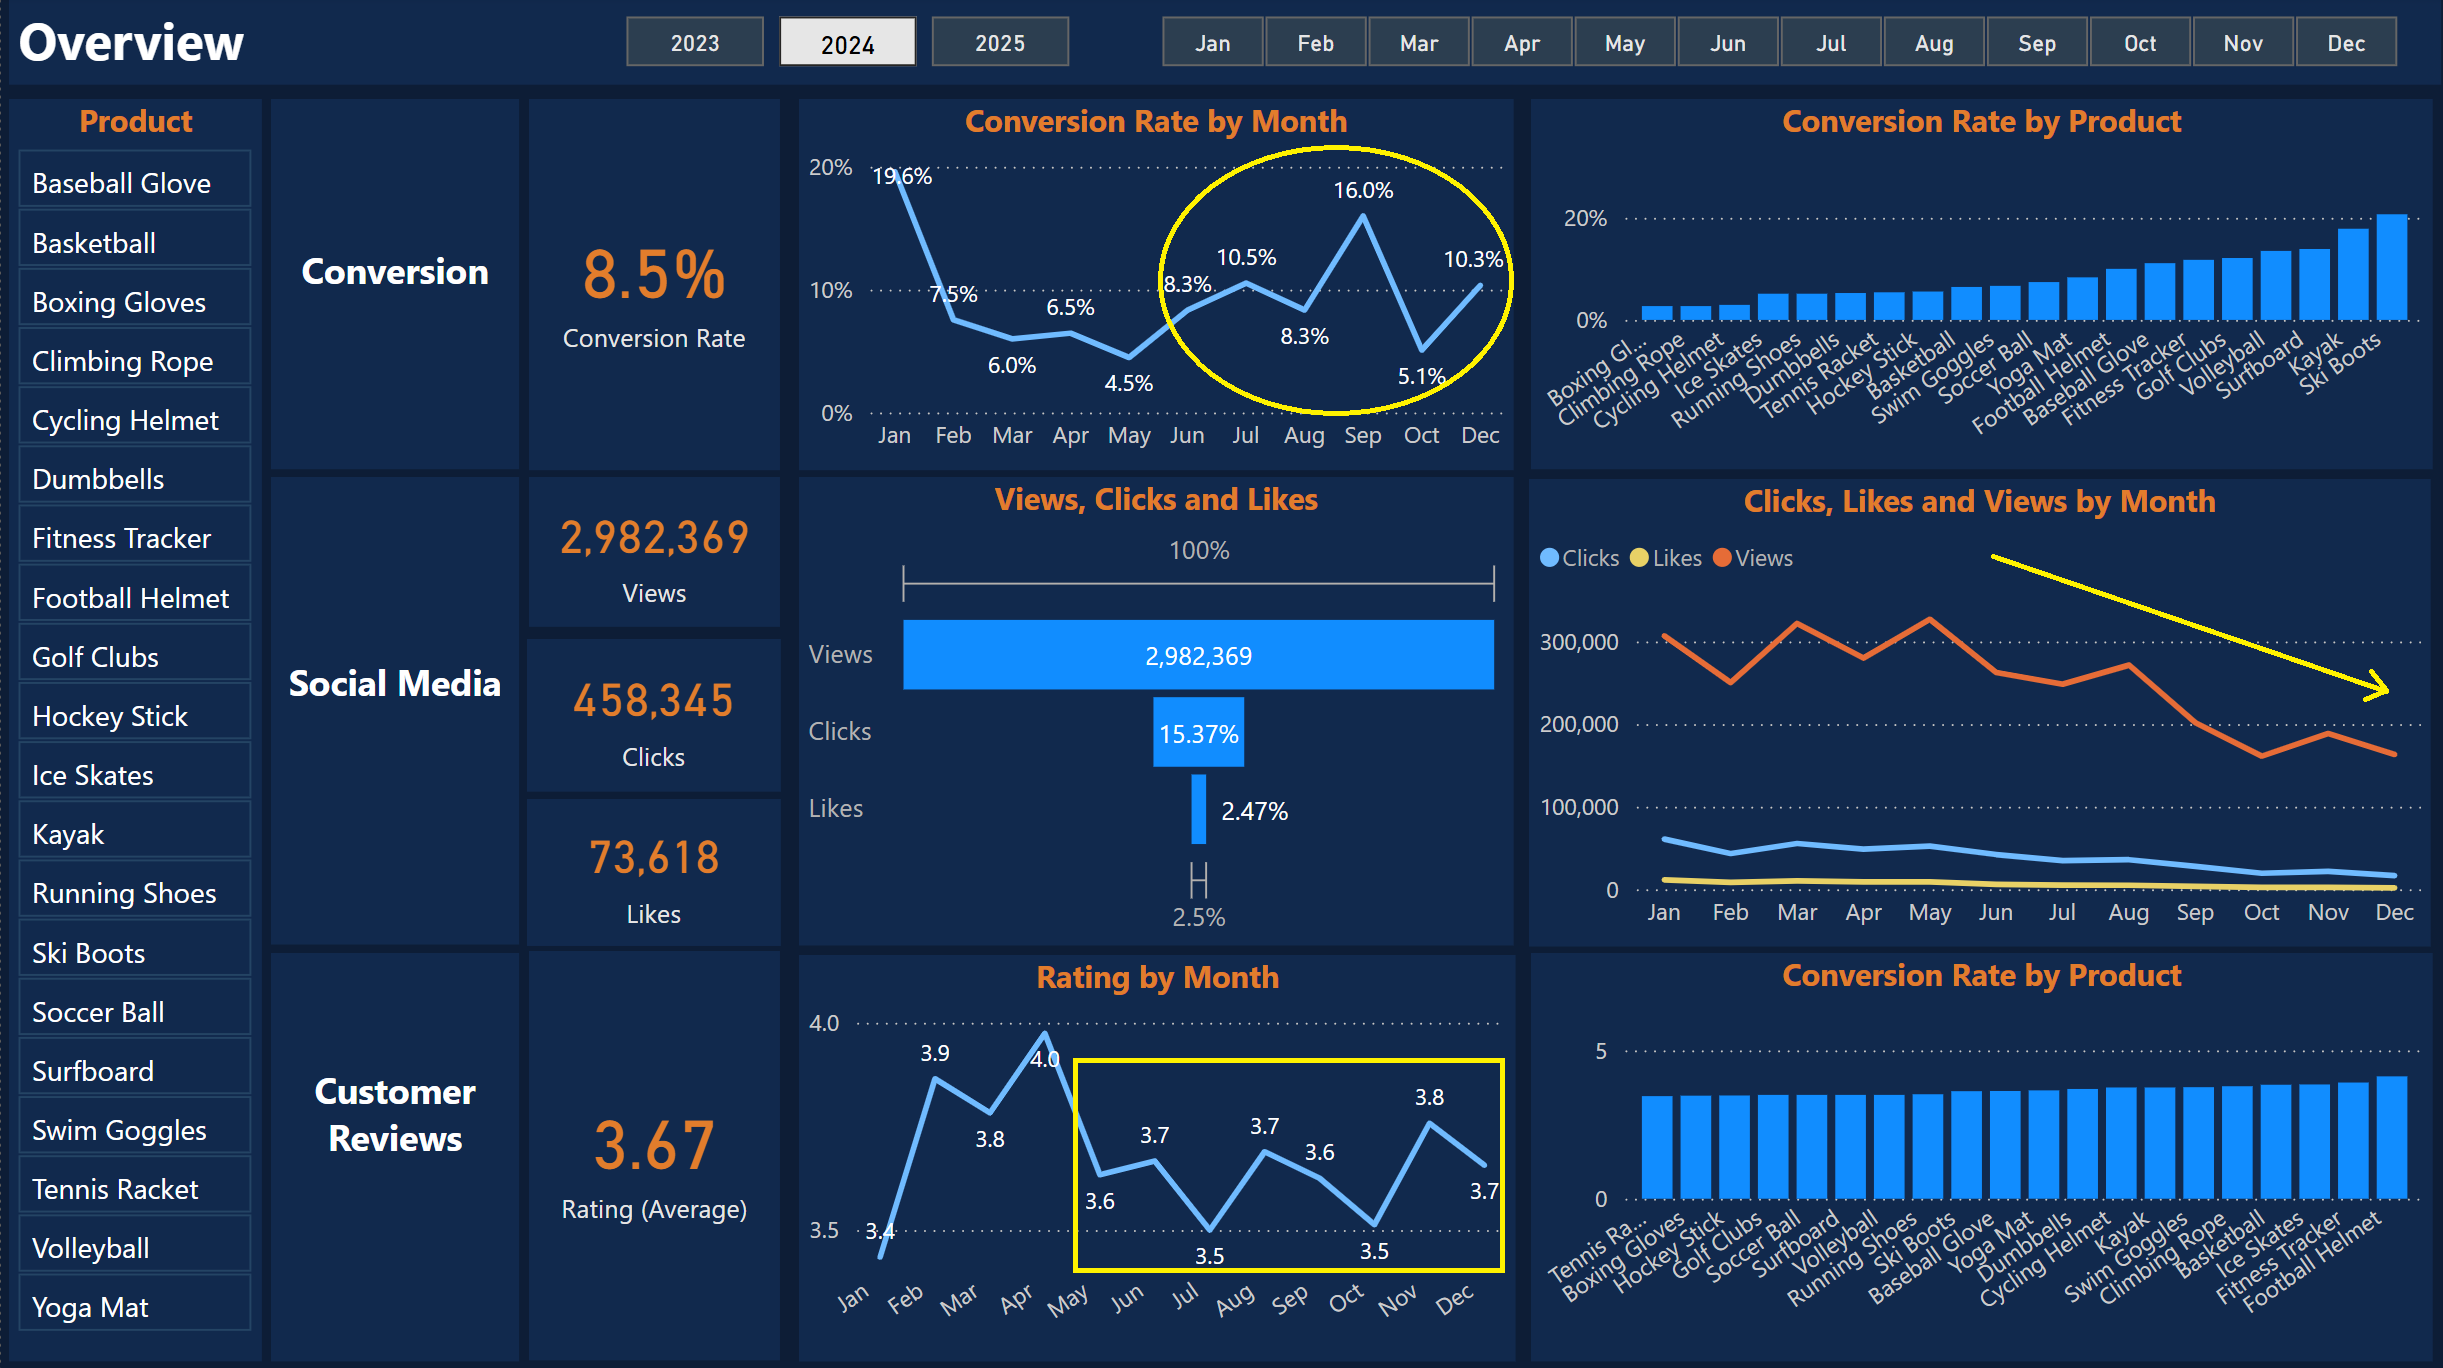 Overview
2023
2024
2025
Jan
Feb
Mar
Apr
May
Jun
Jul
Aug
Sep
Oct
Nov
Dec
Product
Baseball Glove
Basketball
Boxing Gloves
Climbing Rope
Cycling Helmet
Dumbbells
Fitness Tracker
Football Helmet
Golf Clubs
Hockey Stick
Ice Skates
Kayak
Running Shoes
Ski Boots
Soccer Ball
Surfboard
Swim Goggles
Tennis Racket
Volleyball
Yoga Mat
Conversion
8.5%
Conversion Rate
Conversion Rate by Month
20%
10%
0%
19.6%
7.5%
6.0%
6.5%
4.5%
8.3%
10.5%
8.3%
16.0%
5.1%
10.3%
Jan
Feb
Mar
Apr
May
Jun
Jul
Aug
Sep
Oct
Dec
Conversion Rate by Product
20%
0%
Boxing Gl...
Climbing Rope
Cycling Helmet
Ice Skates
Running Shoes
Dumbbells
Tennis Racket
Hockey Stick
Basketball
Swim Goggles
Soccer Ball
Yoga Mat
Football Helmet
Baseball Glove
Fitness Tracker
Golf Clubs
Volleyball
Surfboard
Kayak
Ski Boots
Social Media
2,982,369
Views
458,345
Clicks
73,618
Likes
Views, Clicks and Likes
100%
Views
2,982,369
Clicks
15.37%
Likes
2.47%
2.5%
Clicks, Likes and Views by Month
Clicks
Likes
Views
300,000
200,000
100,000
0
Jan
Feb
Mar
Apr
May
Jun
Jul
Aug
Sep
Oct
Nov
Dec
Customer
Reviews
3.67
Rating (Average)
Rating by Month
4.0
3.5
3.4
3.9
3.8
4.0
3.6
3.7
3.5
3.7
3.6
3.5
3.8
3.7
Jan
Feb
Mar
Apr
May
Jun
Jul
Aug
Sep
Oct
Nov
Dec
Conversion Rate by Product
5
0
Tennis Ra...
Boxing Gloves
Hockey Stick
Golf Clubs
Soccer Ball
Surfboard
Volleyball
Running Shoes
Ski Boots
Baseball Glove
Yoga Mat
Dumbbells
Cycling Helmet
Kayak
Swim Goggles
Climbing Rope
Basketball
Ice Skates
Fitness Tracker
Football Helmet